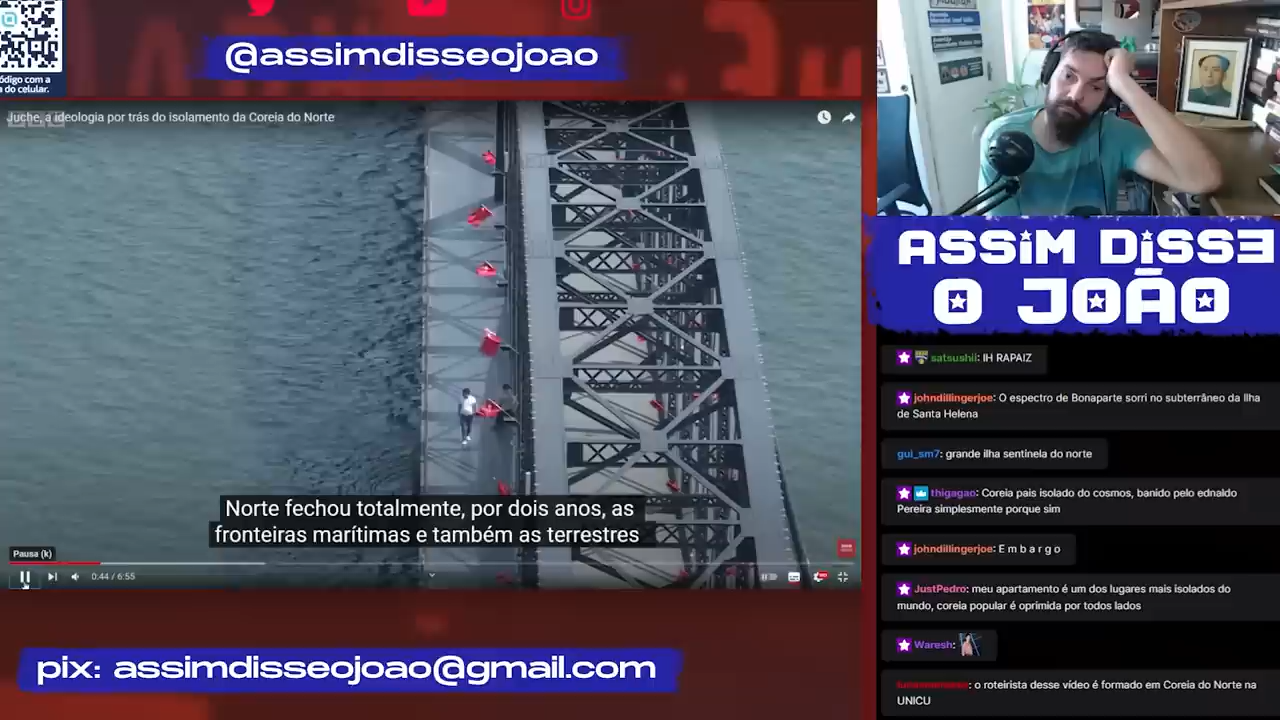 ódigo com a
a do celular.
@assimdisseojoao
Juche, a ideologia por trás do isolamento da Coreia do Norte
Norte fechou totalmente, por dois anos, as
fronteiras marítimas e também as terrestres
Pausa (k)
0:44 / 6:55
pix: assimdisseojoao@gmail.com
ASSIM DISSE
O JOÃO
satsushii: IH RAPAIZ
johndillingerjoe: O espectro de Bonaparte sorri no subterrâneo da Ilha
de Santa Helena
gui_sm7: grande ilha sentinela do norte
thigagao: Coreia pais isolado do cosmos, banido pelo ednaldo
Pereira simplesmente porque sim
johndillingerjoe: E m b a r g o
JustPedro: meu apartamento é um dos lugares mais isolados do
mundo, coreia popular é oprimida por todos lados
Waresh:
: o roteirista desse vídeo é formado em Coreia do Norte na
UNICU